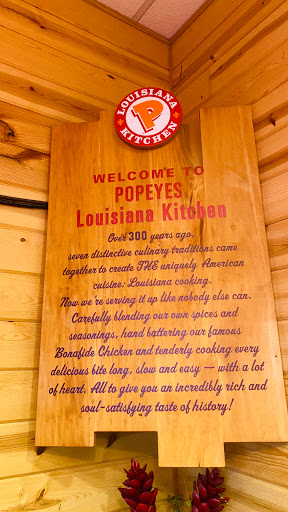 LOUISIANA
P
KITCHEN
WELCOME TO
POPEYES
Louisiana Kitchen
Over 300 years ago,
seven distinctive culinary traditions came
together to create THE uniquely American
cuisine: Louisiana cooking.
Now we're serving it up like nobody else can.
Carefully blending our own spices and
seasonings, hand battering our famous
Bonafide Chicken and tenderly cooking every
delicious bite long, slow and easy — with a lot
of heart. All to give you an incredibly rich and
soul-satisfying taste of history!